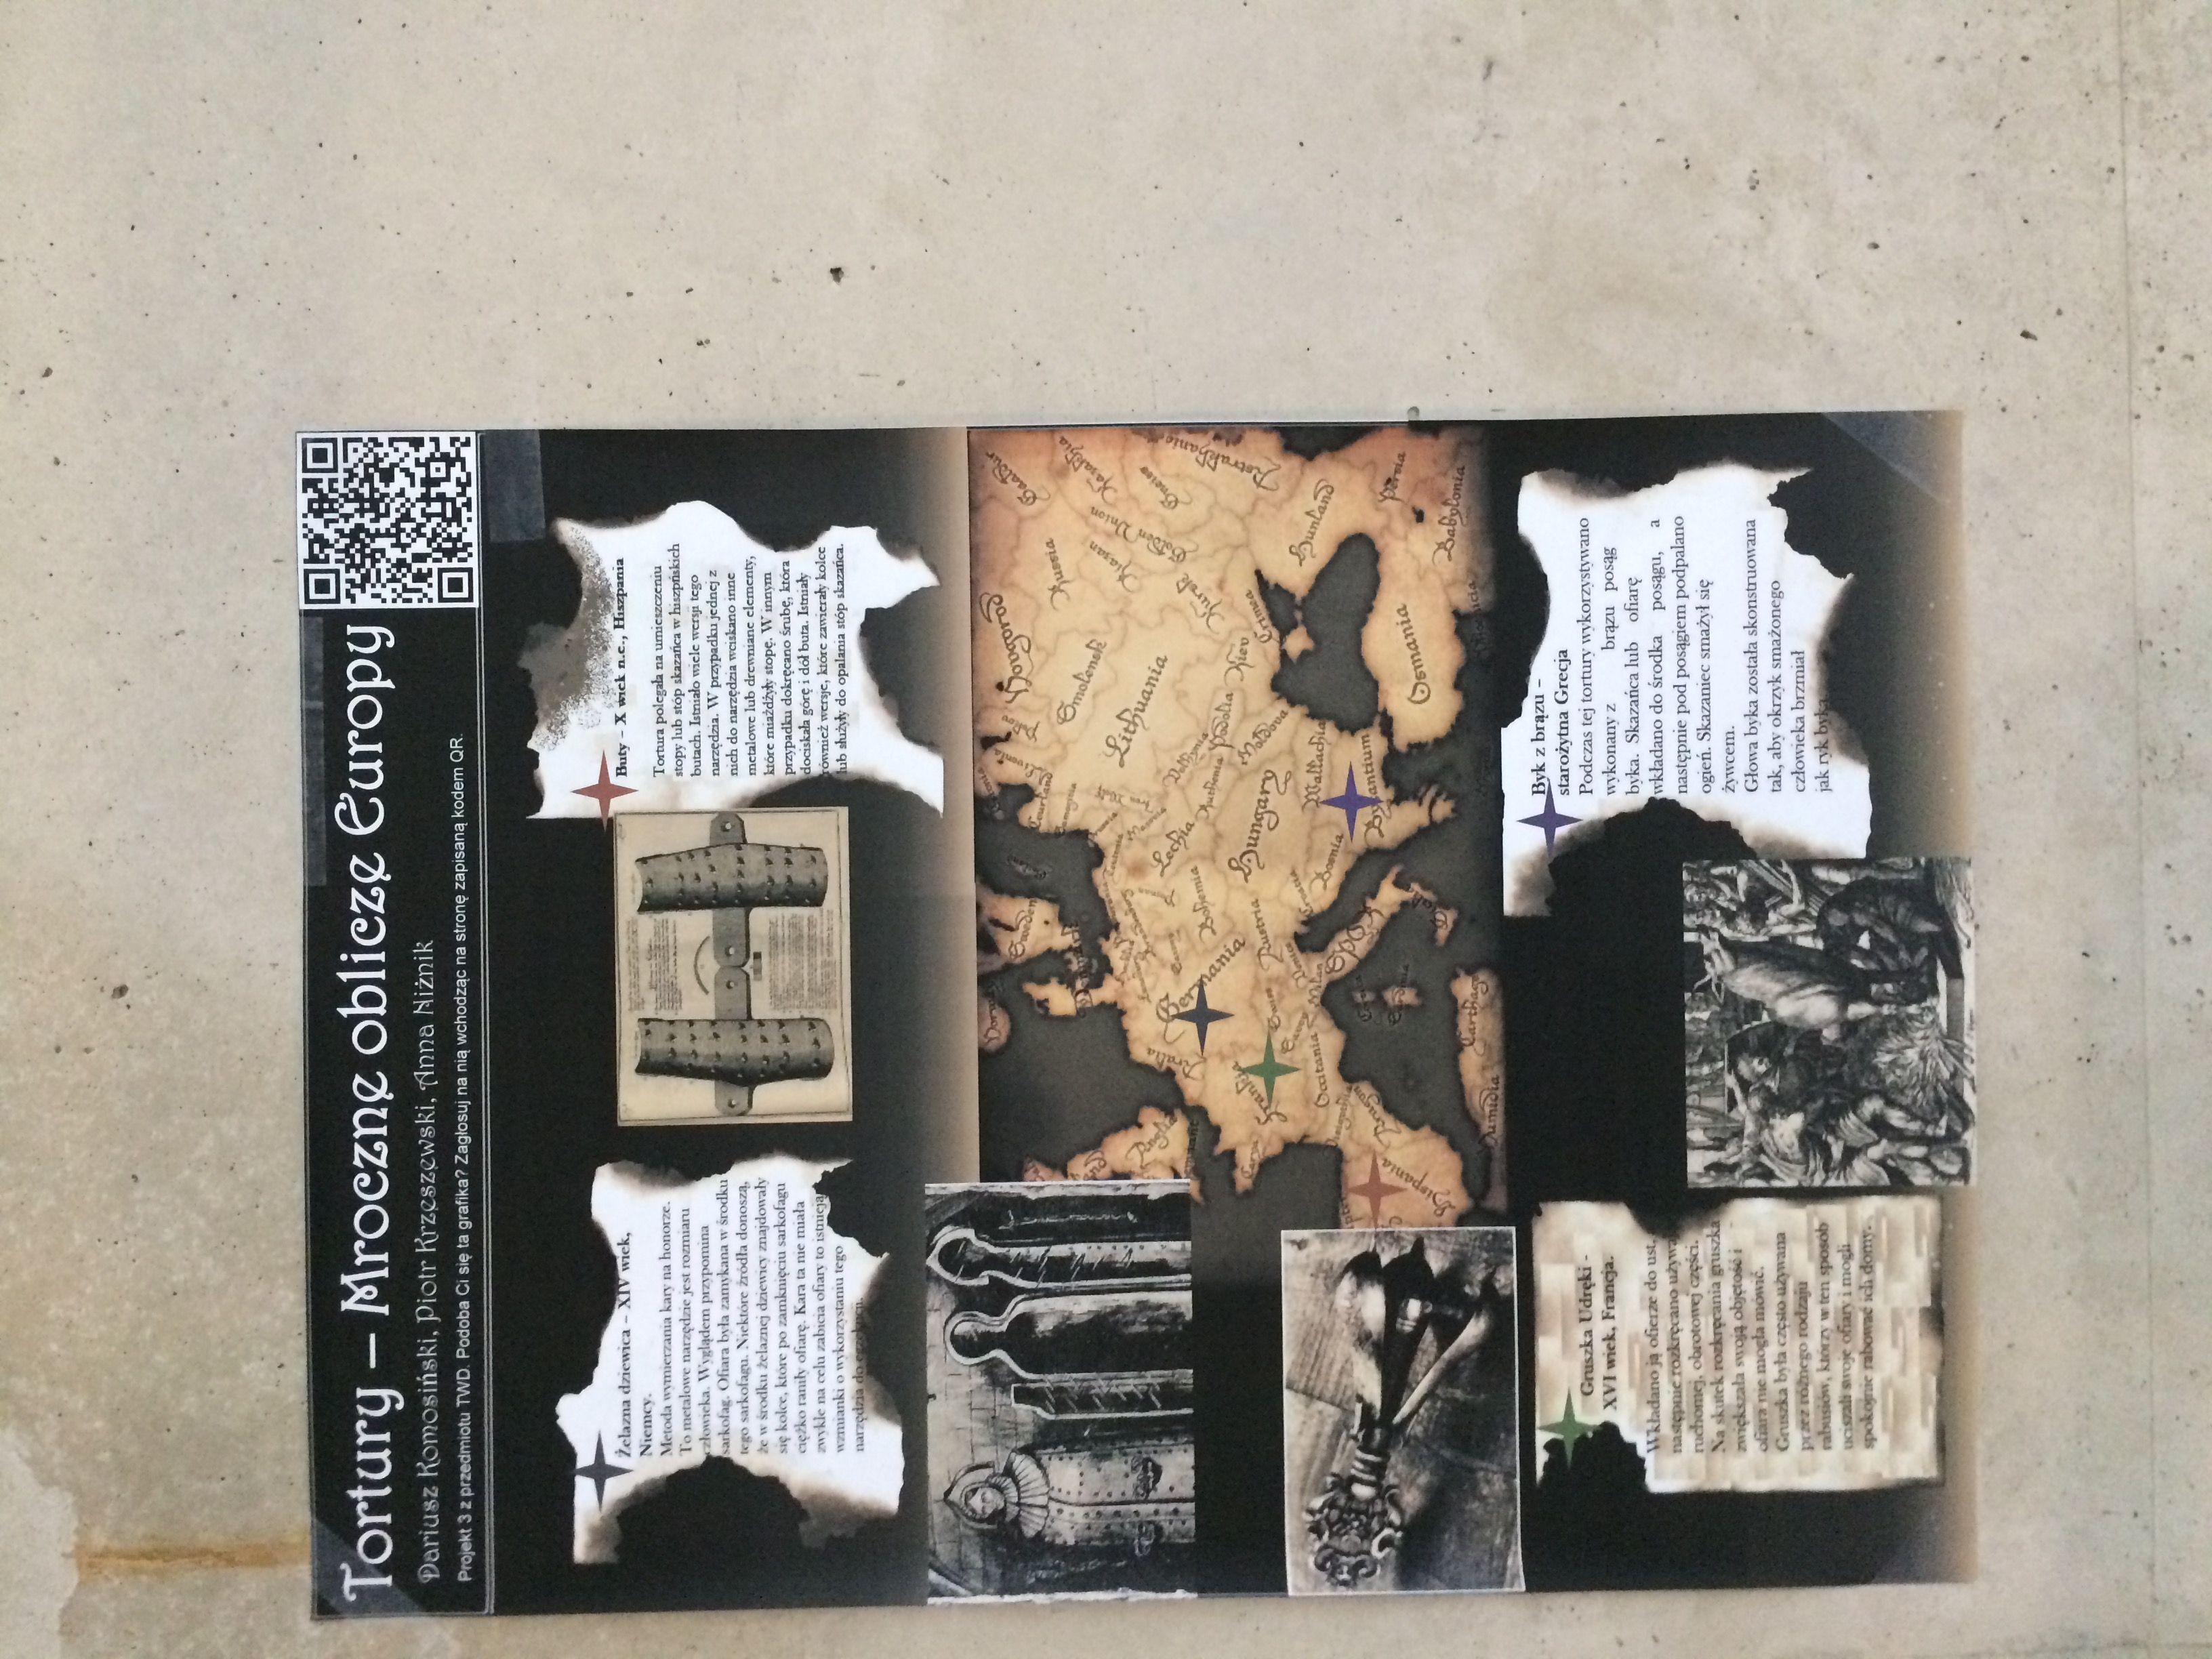 Tortury – Mroczne oblicze Europy
Dariusz Komosiński, Piotr Krzeszewski, Anna Niżnik
Projekt 3 z przedmiotu TWD. Podoba Ci się ta grafika? Zagłosuj na nią wchodząc na stronę zapisaną kodem QR.
Żelazna dziewica – XIV wiek,
Niemcy.
Metoda wymierzania kary na honorze.
To metalowe narzędzie jest rozmiaru
człowieka. Wyglądem przypomina
sarkofag. Ofiara była zamykana w środku
tego sarkofagu. Niektóre źródła donoszą,
że w środku żelaznej dziewicy znajdowały
się kolce, które po zamknięciu sarkofagu
ciężko raniły ofiarę. Kara ta nie miała
zwykle na celu zabicia ofiary to istnieją
wzmianki o wykorzystaniu tego
narzędzia do egzekucji.
Buty – X wiek n.e., Hiszpania
Tortura polegała na umieszczeniu
stopy lub stóp skazańca w hiszpńskich
butach. Istniało wiele wersji tego
narzędzia. W przypadku jednej z
nich do narzędzia wciskano inne
metalowe lub drewniane elementy,
które miażdżyły stopę. W innym
przypadku dokręcano śrubę, która
dociskała górę i dół buta. Istniały
również wersje, które zawierały kolce
lub służyły do opalania stóp skazańca.
Norway
Sweden
Novgorod
Livonia
Courland
Russia
Smolensk
Kazakhia
Riazan
Golden Union
Gneiss
Lithuania
Anglia
Germania
Lechia
Bohemia
Volhynia
Ruthenia
Podolia
Kiev
Kursk
Frankia
Swiss
Austria
Hungary
Moldova
Crimea
Savoy
Venice
Milan
Croatia
Occitania
Bosnia
Wallachia
Hunland
SPQR
Byzantium
Hispania
Aragon
Corsica
Sardinia
Osmania
Persia
Babylonia
Carthage
Numidia
Gruszka Udręki -
XVI wiek, Francja.
Wkładano ją ofierze do ust,
następnie rozkręcano używa
ruchomej, obrotowej części.
Na skutek rozkręcania gruszka
zwiększała swoją objętość i
ofiara nie mogła mówić.
Gruszka była często używana
przez różnego rodzaju
rabusiów, którzy w ten sposób
uciszali swoje ofiary i mogli
spokojnie rabować ich domy.
Byk z brązu –
starożytna Grecja
Podczas tej tortury wykorzystywano
wykonany z brązu posąg
byka. Skazańca lub ofiarę
wkładano do środka posągu, a
następnie pod posągiem podpalano
ogień. Skazaniec smażył się
żywcem.
Głowa byka została skonstruowana
tak, aby okrzyk smażonego
człowieka brzmiał
jak ryk byka.